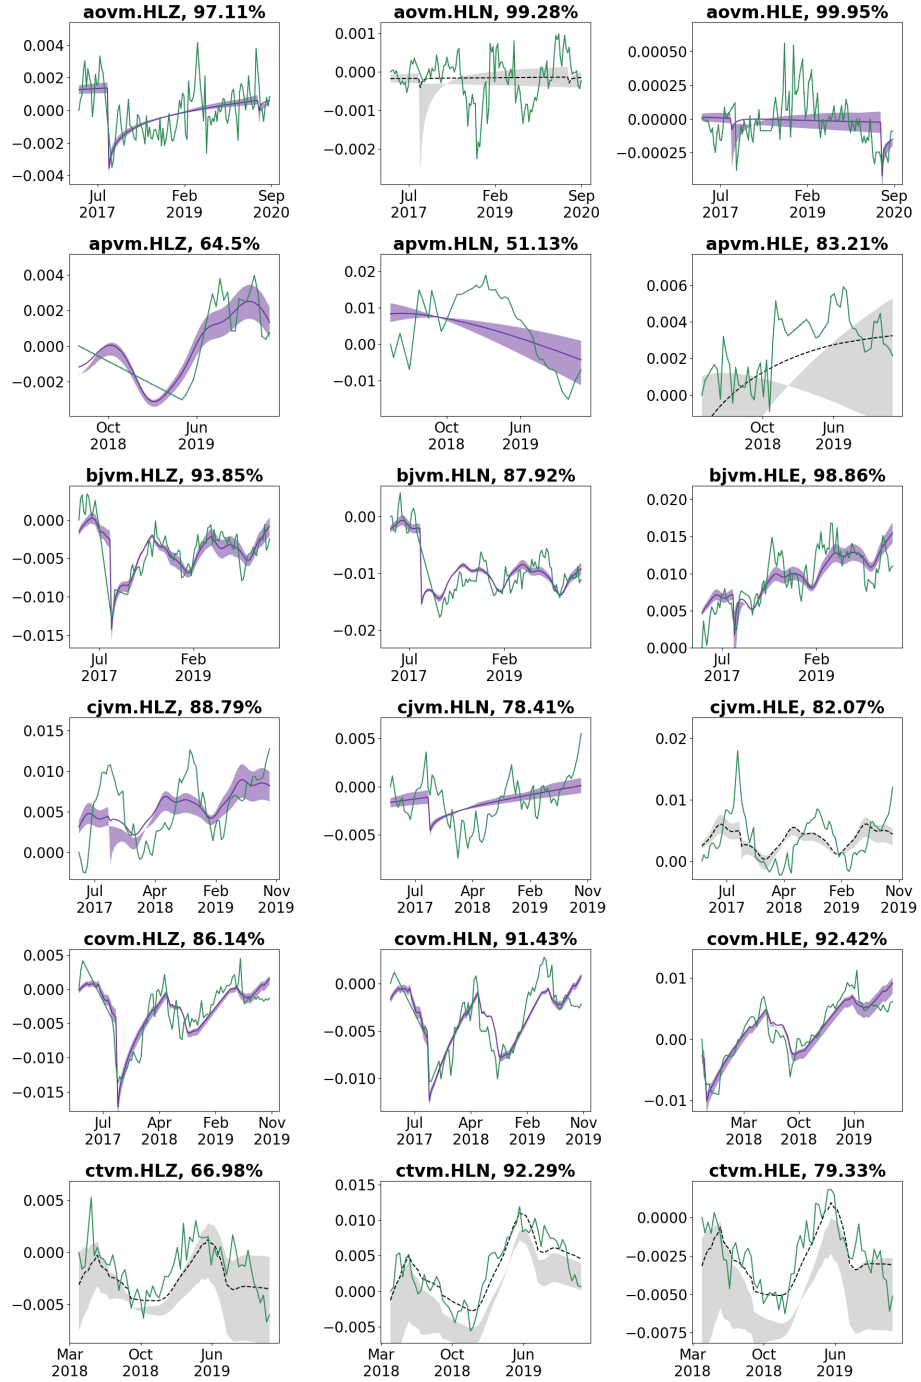 aovm.HLZ, 97.11%
0.004
0.002
0.000
−0.002
−0.004
Jul
2017
Feb
2019
Sep
2020
aovm.HLN, 99.28%
0.001
0.000
−0.001
−0.002
Jul
2017
Feb
2019
Sep
2020
aovm.HLE, 99.95%
0.00050
0.00025
0.00000
−0.00025
Jul
2017
Feb
2019
Sep
2020
apvm.HLZ, 64.5%
0.004
0.002
0.000
−0.002
Oct
2018
Jun
2019
apvm.HLN, 51.13%
0.02
0.01
0.00
−0.01
Oct
2018
Jun
2019
apvm.HLE, 83.21%
0.006
0.004
0.002
0.000
Oct
2018
Jun
2019
bjvm.HLZ, 93.85%
0.000
−0.005
−0.010
−0.015
Jul
2017
Feb
2019
bjvm.HLN, 87.92%
0.00
−0.01
−0.02
Jul
2017
Feb
2019
bjvm.HLE, 98.86%
0.020
0.015
0.010
0.005
0.000
Jul
2017
Feb
2019
cjvm.HLZ, 88.79%
0.015
0.010
0.005
0.000
Jul
2017
Apr
2018
Feb
2019
Nov
2019
cjvm.HLN, 78.41%
0.005
0.000
−0.005
Jul
2017
Apr
2018
Feb
2019
Nov
2019
cjvm.HLE, 82.07%
0.02
0.01
0.00
Jul
2017
Apr
2018
Feb
2019
Nov
2019
covm.HLZ, 86.14%
0.005
0.000
−0.005
−0.010
−0.015
Jul
2017
Apr
2018
Feb
2019
Nov
2019
covm.HLN, 91.43%
0.000
−0.005
−0.010
Jul
2017
Apr
2018
Feb
2019
Nov
2019
covm.HLE, 92.42%
0.01
0.00
−0.01
Mar
2018
Oct
2018
Jun
2019
ctvm.HLZ, 66.98%
0.005
0.000
−0.005
Mar
2018
Oct
2018
Jun
2019
ctvm.HLN, 92.29%
0.015
0.010
0.005
0.000
−0.005
Mar
2018
Oct
2018
Jun
2019
ctvm.HLE, 79.33%
0.0000
−0.0025
−0.0050
−0.0075
Mar
2018
Oct
2018
Jun
2019